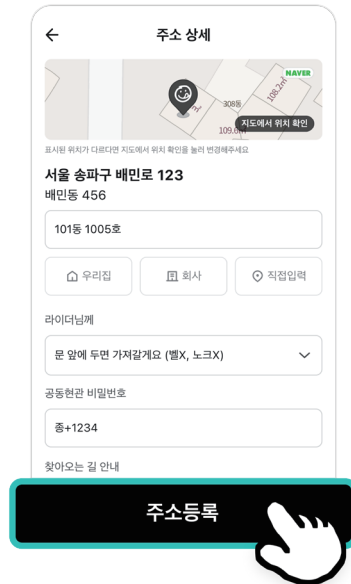 주소 상세
NAVER
308동
108.2m
109.6m
지도에서 위치 확인
표시된 위치가 다르다면 지도에서 위치 확인을 눌러 변경해주세요
서울 송파구 배민로 123
배민동 456
101동 1005호
우리집
회사
직접입력
라이더님께
문 앞에 두면 가져갈게요 (벨X, 노크X)
공동현관 비밀번호
종+1234
찾아오는 길 안내
주소등록